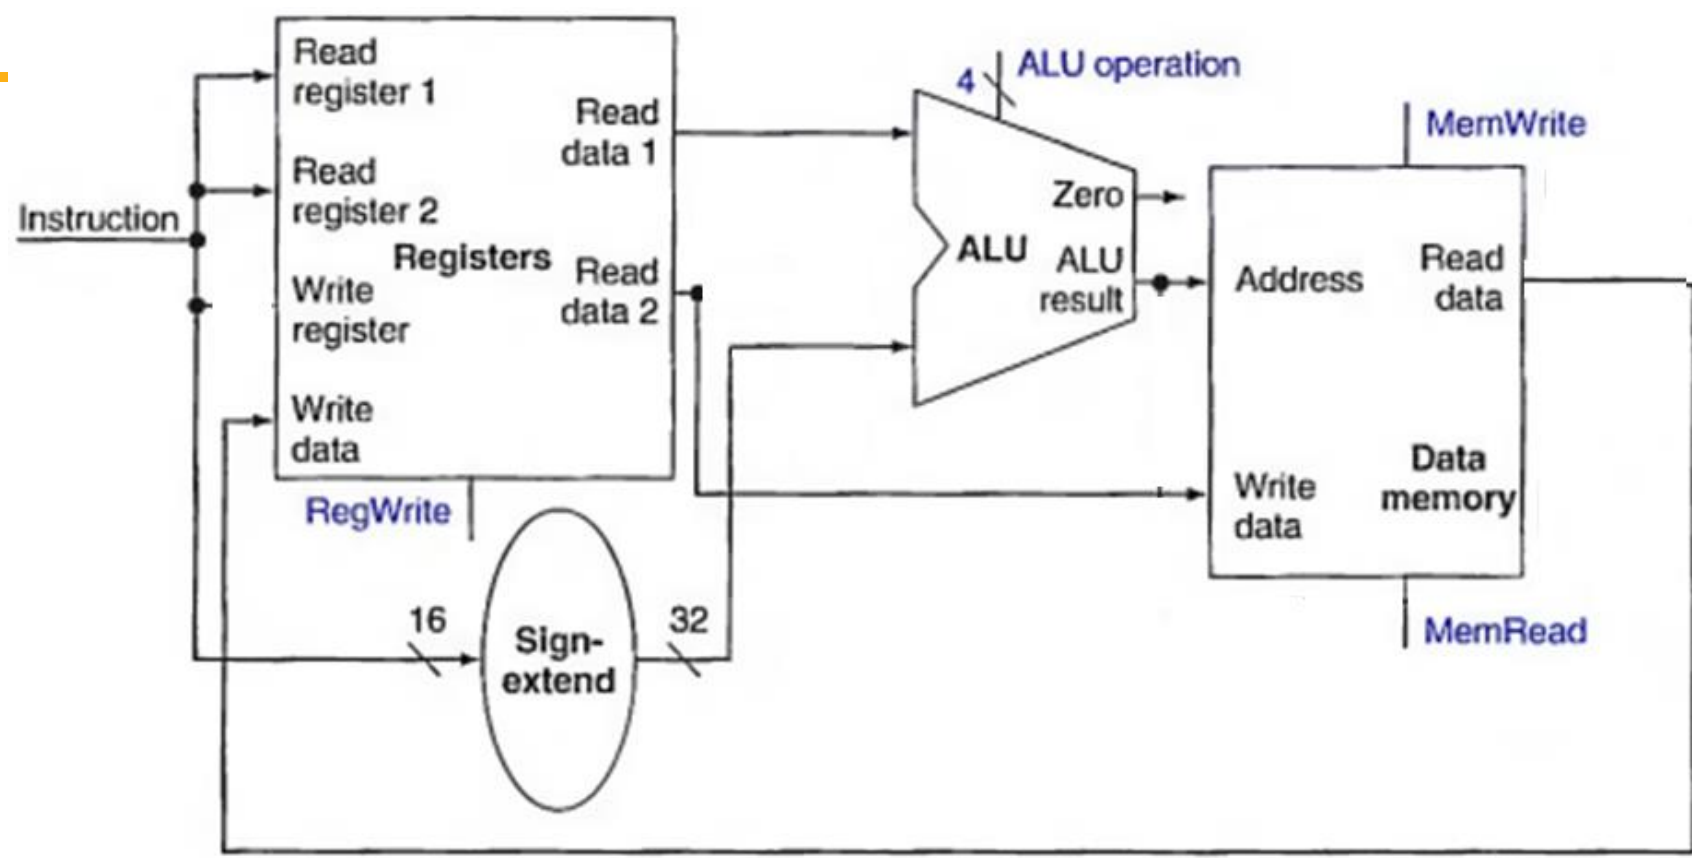 Instruction
Read
register 1
Read
register 2
Registers
Write
register
Write
data
Read
data 1
Read
data 2
RegWrite
16
Sign-
extend
32
4
ALU operation
Zero
ALU
ALU
result
MemWrite
Address
Read
data
Write
data
Data
memory
MemRead